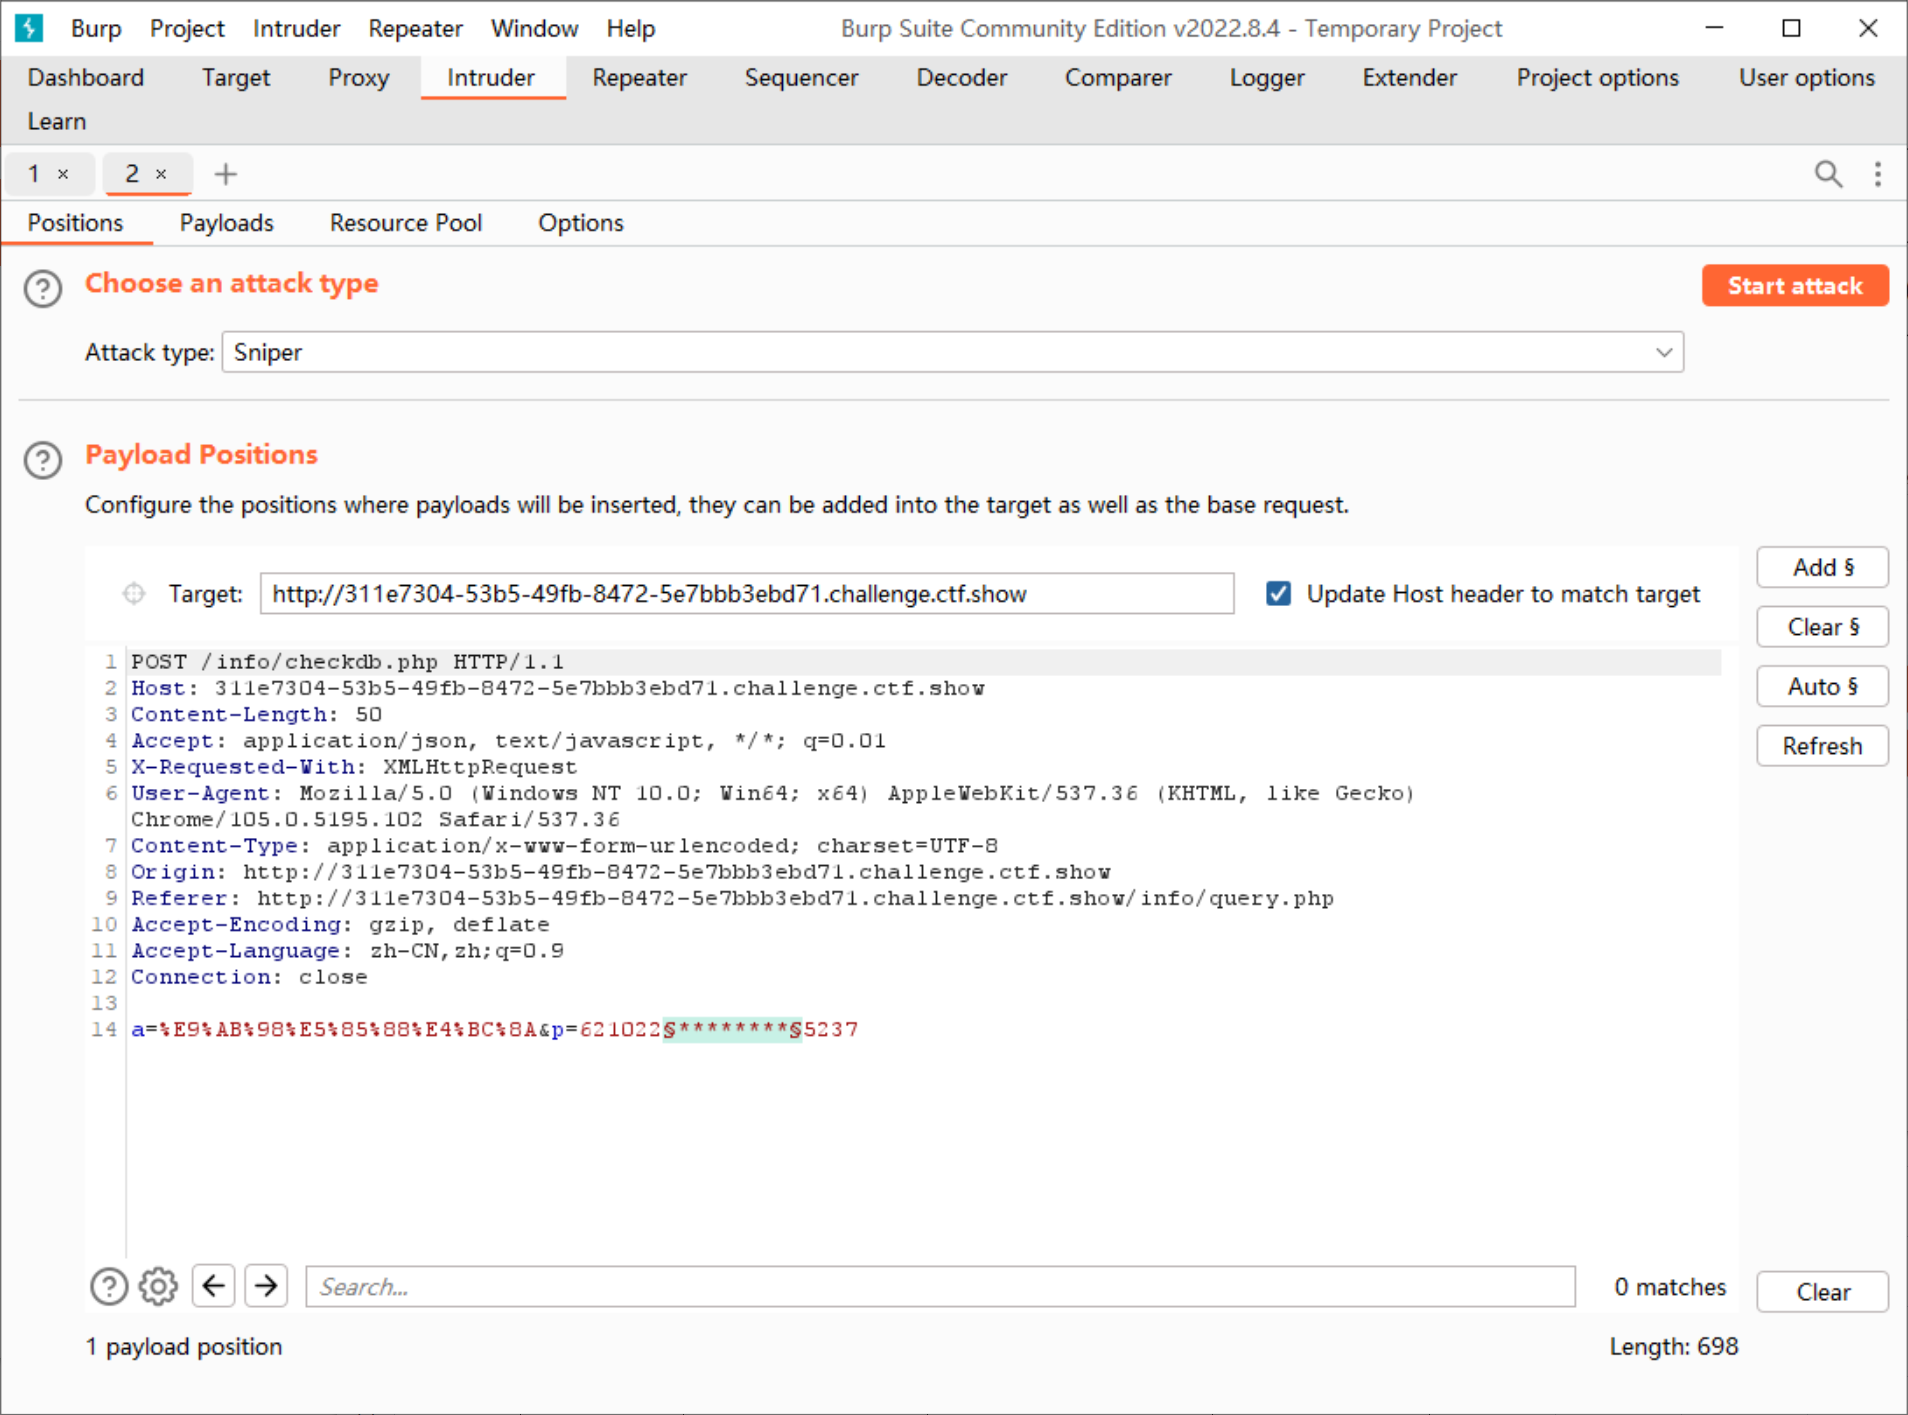 Burp Project Intruder Repeater Window Help Burp Suite Community Edition v2022.8.4 - Temporary Project
Dashboard Target Proxy Intruder Repeater Sequencer Decoder Comparer Logger Extender Project options User options
Learn
1 × 2 × +
Positions Payloads Resource Pool Options
Choose an attack type
Start attack
Attack type: Sniper
Payload Positions
Configure the positions where payloads will be inserted, they can be added into the target as well as the base request.
Target: http://311e7304-53b5-49fb-8472-5e7bbb3ebd71.challenge.ctf.show Update Host header to match target
Add §
Clear §
Auto §
Refresh
1 POST /info/checkdb.php HTTP/1.1
2 Host: 311e7304-53b5-49fb-8472-5e7bbb3ebd71.challenge.ctf.show
3 Content-Length: 50
4 Accept: application/json, text/javascript, */*; q=0.01
5 X-Requested-With: XMLHttpRequest
6 User-Agent: Mozilla/5.0 (Windows NT 10.0; Win64; x64) AppleWebKit/537.36 (KHTML, like Gecko)
Chrome/105.0.5195.102 Safari/537.36
7 Content-Type: application/x-www-form-urlencoded; charset=UTF-8
8 Origin: http://311e7304-53b5-49fb-8472-5e7bbb3ebd71.challenge.ctf.show
9 Referer: http://311e7304-53b5-49fb-8472-5e7bbb3ebd71.challenge.ctf.show/info/query.php
10 Accept-Encoding: gzip, deflate
11 Accept-Language: zh-CN,zh;q=0.9
12 Connection: close
13
14 a=%E9%AB%98%E5%85%88%E4%BC%8A&p=621022§********§5237
Search... 0 matches Clear
1 payload position Length: 698